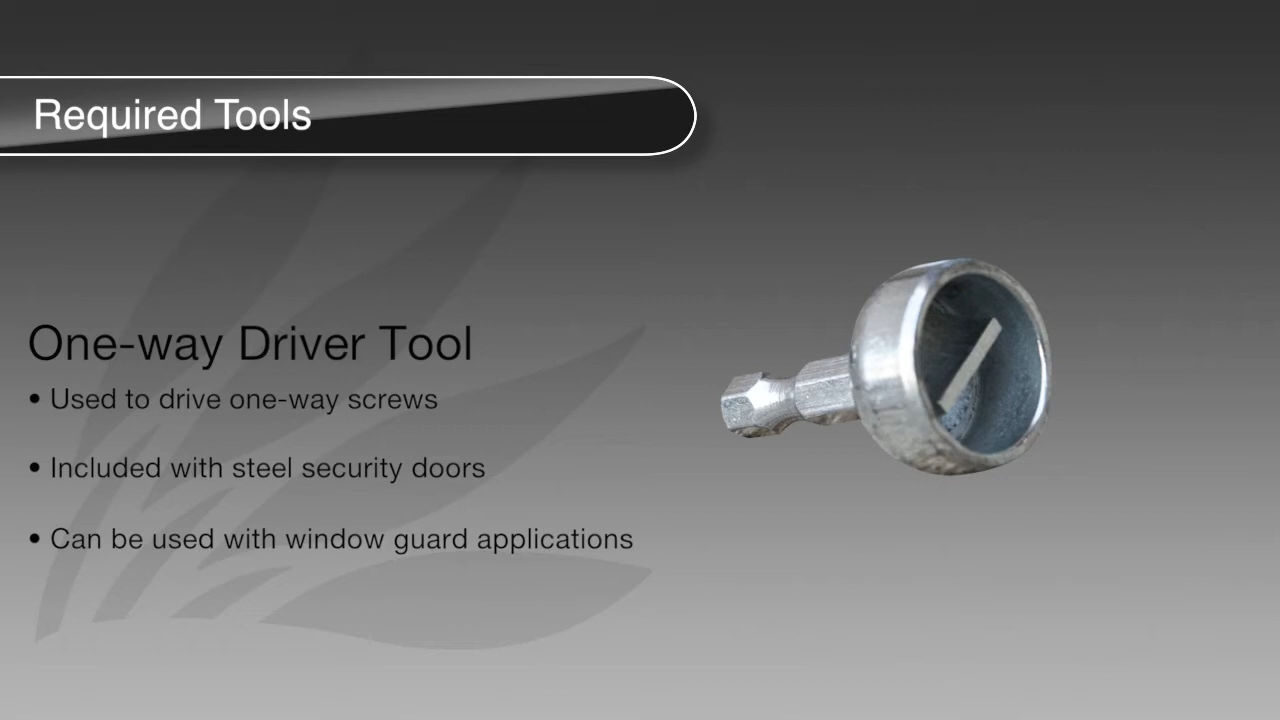 Required Tools
One-way Driver Tool
• Used to drive one-way screws
• Included with steel security doors
• Can be used with window guard applications